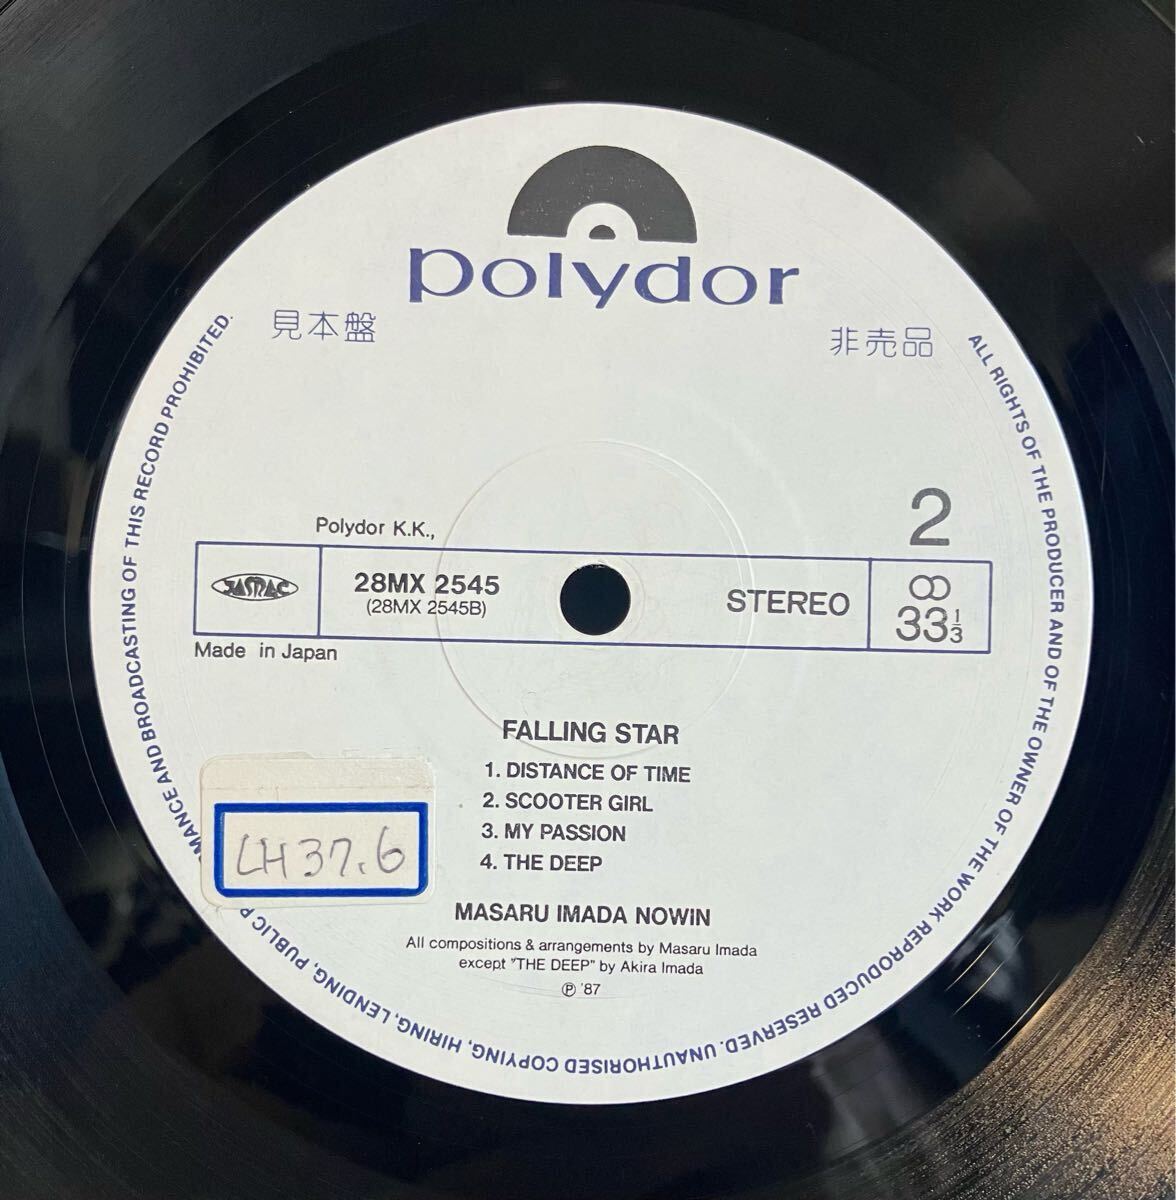 polydor
見本盤
非売品
2
Polydor K.K.,
JASRAC
28MX 2545
(28MX 2545B)
STEREO
33 1/3
Made in Japan
FALLING STAR
1. DISTANCE OF TIME
2. SCOOTER GIRL
3. MY PASSION
4. THE DEEP
LH37.6
MASARU IMADA NOWiN
All compositions & arrangements by Masaru Imada
except "THE DEEP" by Akira Imada
℗ '87
ALL RIGHTS OF THE PRODUCER AND OF THE OWNER OF THE WORK REPRODUCED RESERVED. UNAUTHORISED COPYING, HIRING, LENDING, PUBLIC P MANCE AND BROADCASTING OF THIS RECORD PROHIBITED.